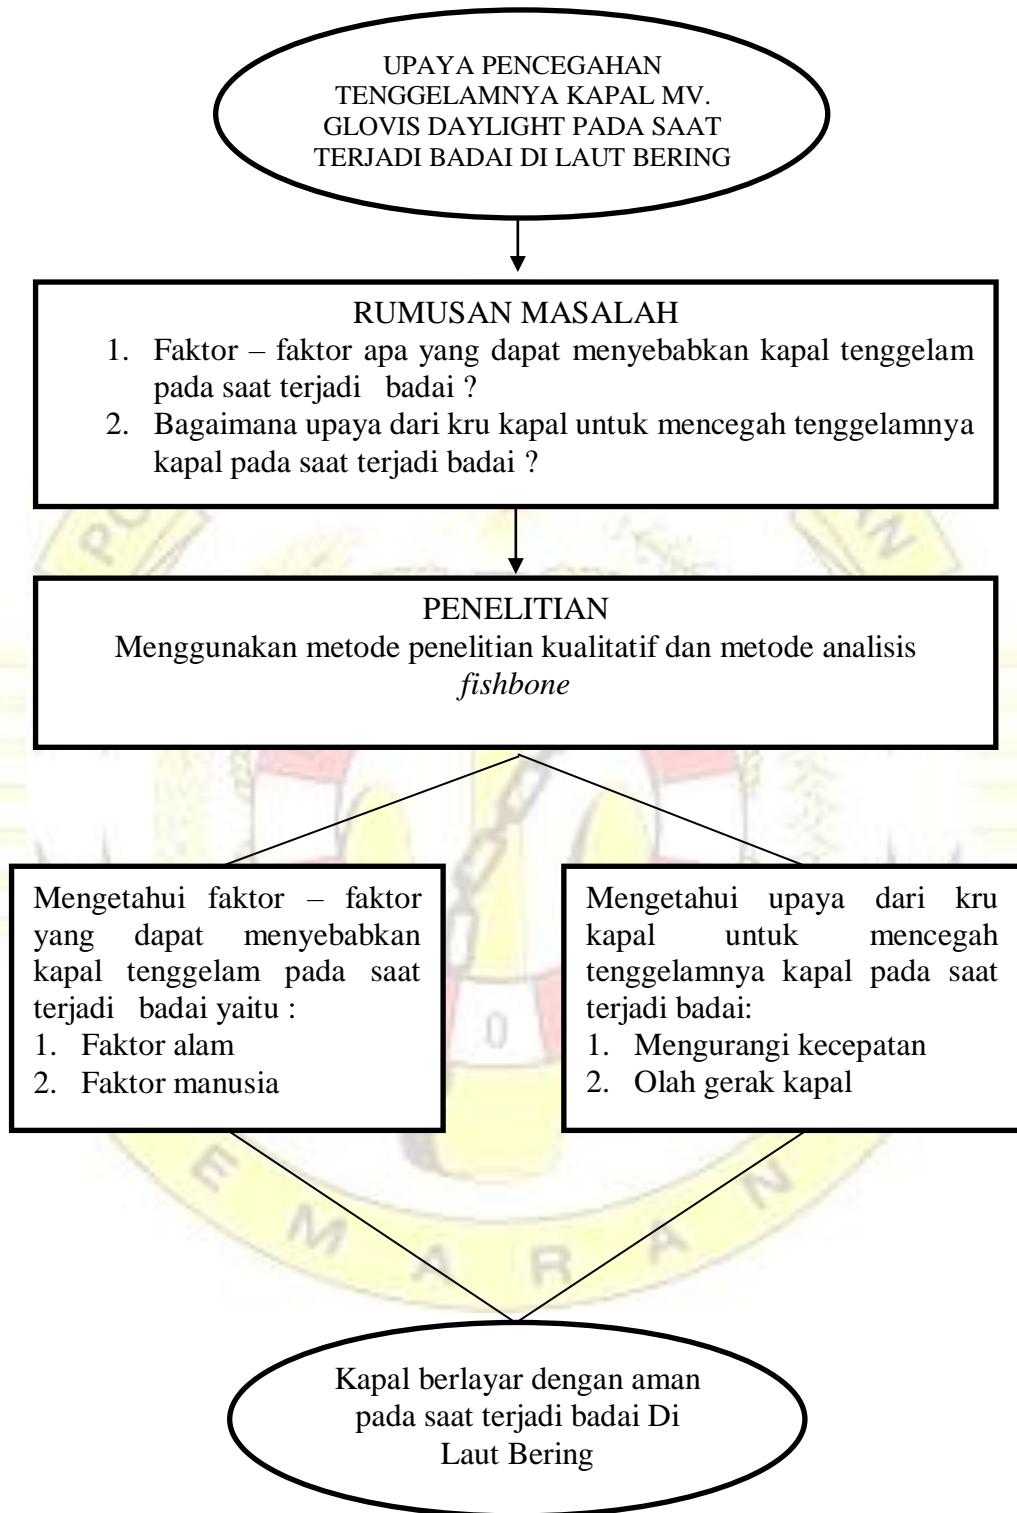 UPAYA PENCEGAHAN
TENGGELAMNYA KAPAL MV.
GLOVIS DAYLIGHT PADA SAAT
TERJADI BADAI DI LAUT BERING
RUMUSAN MASALAH
1. Faktor – faktor apa yang dapat menyebabkan kapal tenggelam
pada saat terjadi badai ?
2. Bagaimana upaya dari kru kapal untuk mencegah tenggelamnya
kapal pada saat terjadi badai ?
PO
AN
PENELITIAN
Menggunakan metode penelitian kualitatif dan metode analisis
fishbone
Mengetahui faktor – faktor
yang dapat menyebabkan
kapal tenggelam pada saat
terjadi badai yaitu :
1. Faktor alam
2. Faktor manusia
Mengetahui upaya dari kru
kapal untuk mencegah
tenggelamnya kapal pada saat
terjadi badai:
1. Mengurangi kecepatan
2. Olah gerak kapal
0
E M A R A N
Kapal berlayar dengan aman
pada saat terjadi badai Di
Laut Bering